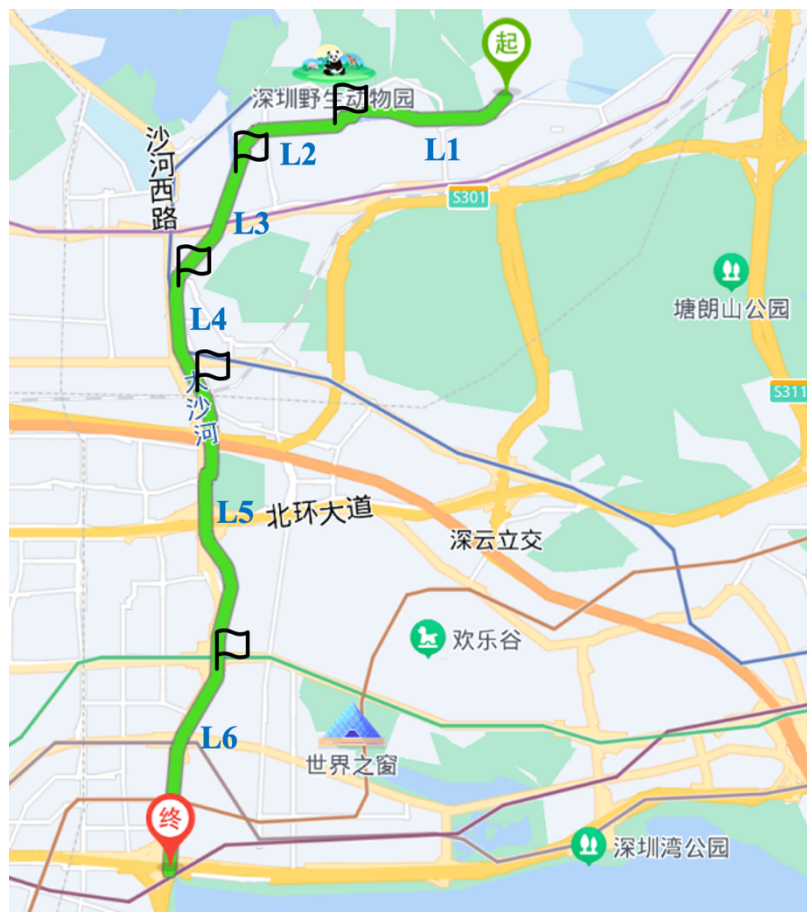 起
深圳野生动物园
L1
L2
沙河西路
S301
L3
塘朗山公园
L4
S311
大沙河
L5
北环大道
深云立交
欢乐谷
L6
世界之窗
终
深圳湾公园